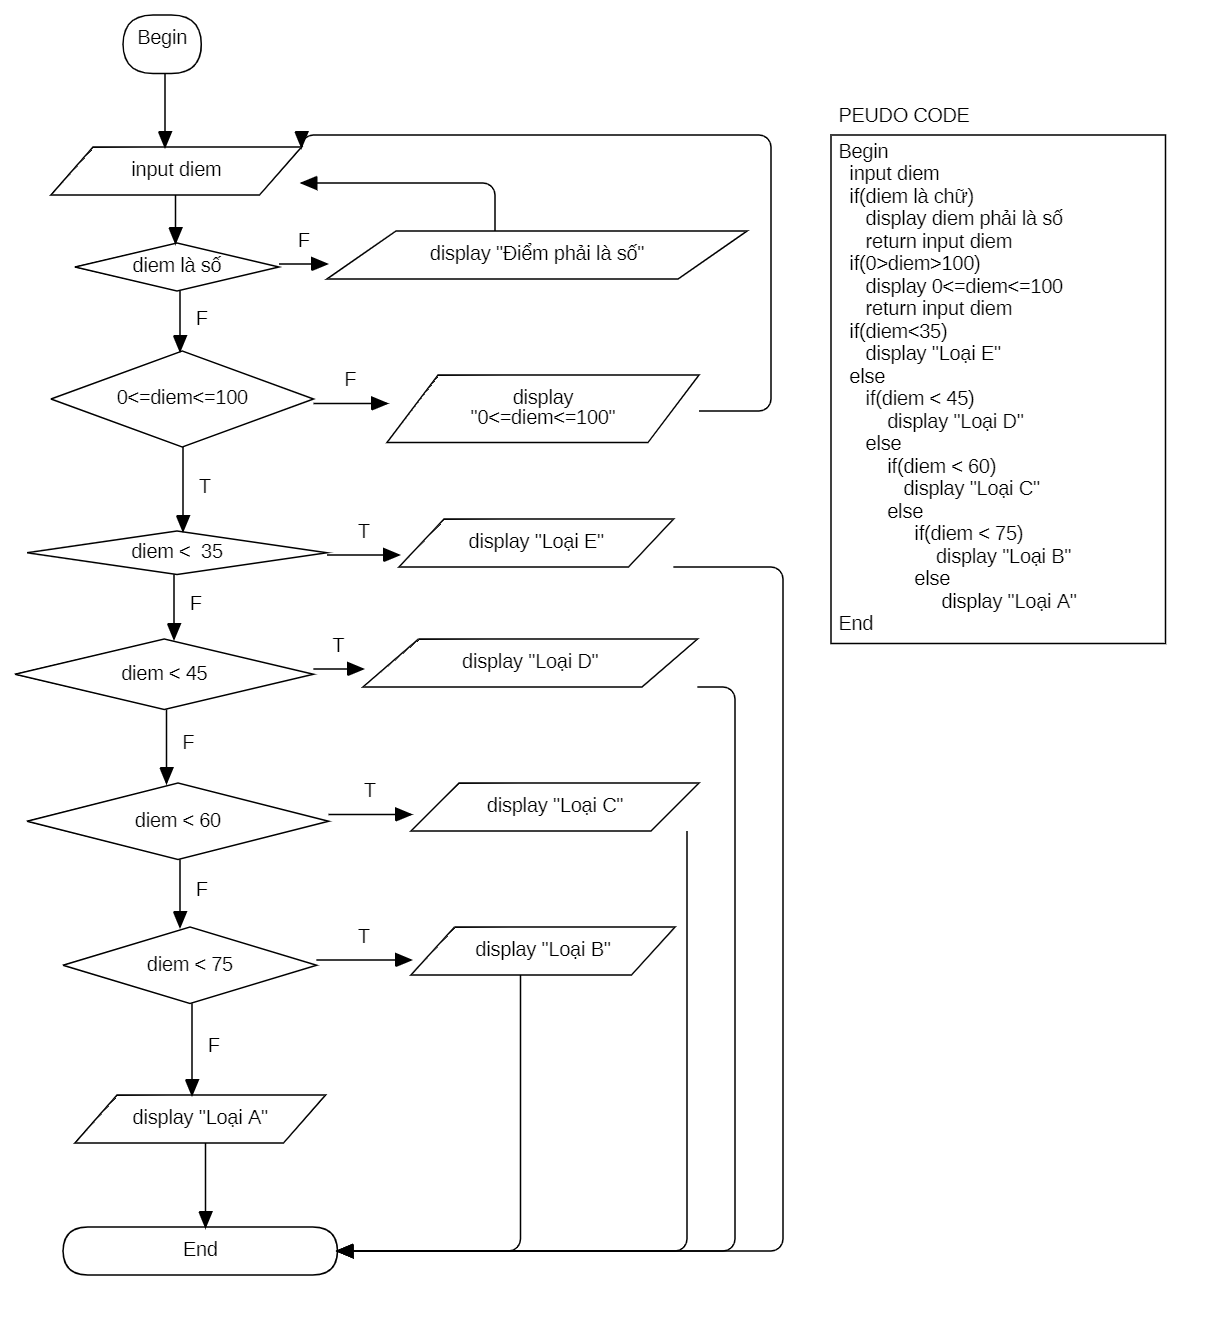 Begin
input diem
diem là số
F
display "Điểm phải là số"
F
0<=diem<=100
F
display
"0<=diem<=100"
T
diem <  35
T
display "Loại E"
F
diem < 45
T
display "Loại D"
F
diem < 60
T
display "Loại C"
F
diem < 75
T
display "Loại B"
F
display "Loại A"
End
PEUDO CODE
Begin
input diem
if(diem là chữ)
display diem phải là số
return input diem
if(0>diem>100)
display 0<=diem<=100
return input diem
if(diem<35)
display "Loại E"
else
if(diem < 45)
display "Loại D"
else
if(diem < 60)
display "Loại C"
else
if(diem < 75)
display "Loại B"
else
display "Loại A"
End